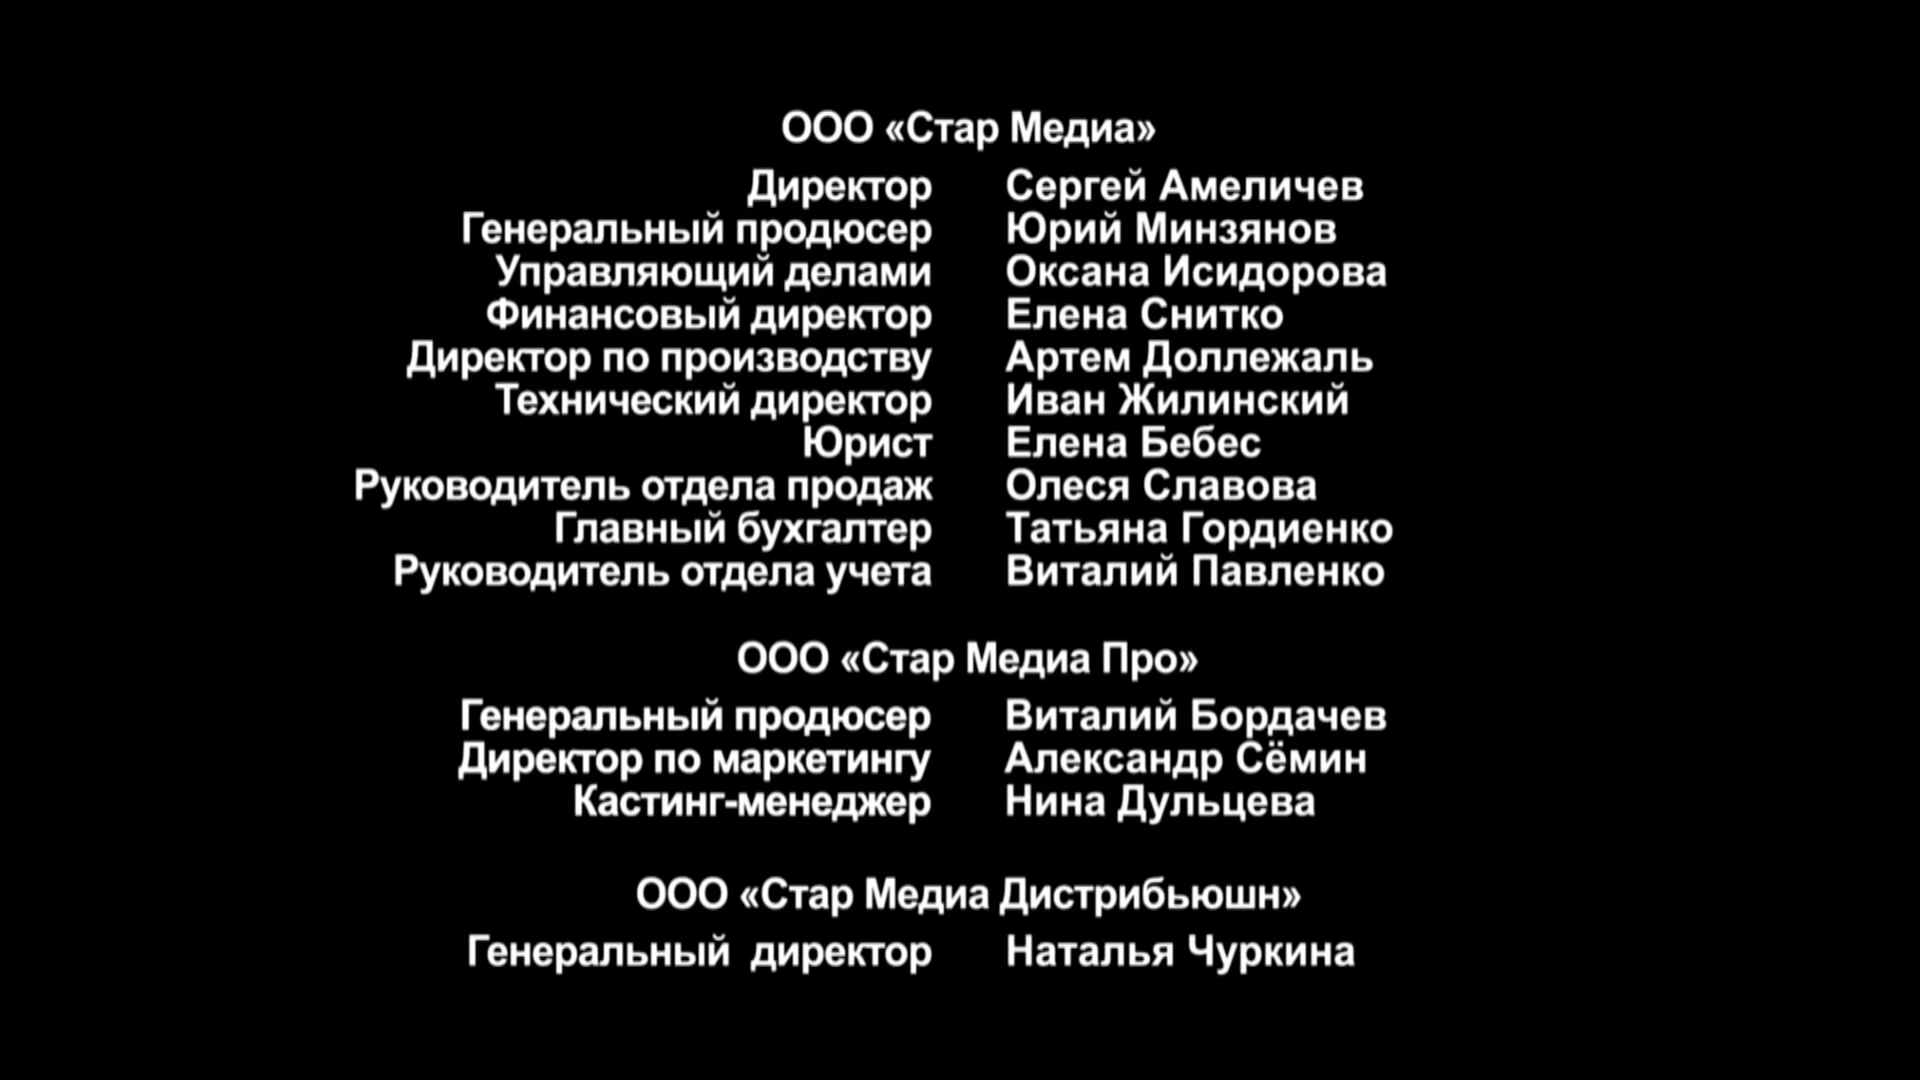 ООО «Стар Медиа»
Директор Сергей Амеличев
Генеральный продюсер Юрий Минзянов
Управляющий делами Оксана Исидорова
Финансовый директор Елена Снитко
Директор по производству Артем Доллежаль
Технический директор Иван Жилинский
Юрист Елена Бебес
Руководитель отдела продаж Олеся Славова
Главный бухгалтер Татьяна Гордиенко
Руководитель отдела учета Виталий Павленко
ООО «Стар Медиа Про»
Генеральный продюсер Виталий Бордачев
Директор по маркетингу Александр Сёмин
Кастинг-менеджер Нина Дульцева
ООО «Стар Медиа Дистрибьюшн»
Генеральный директор Наталья Чуркина